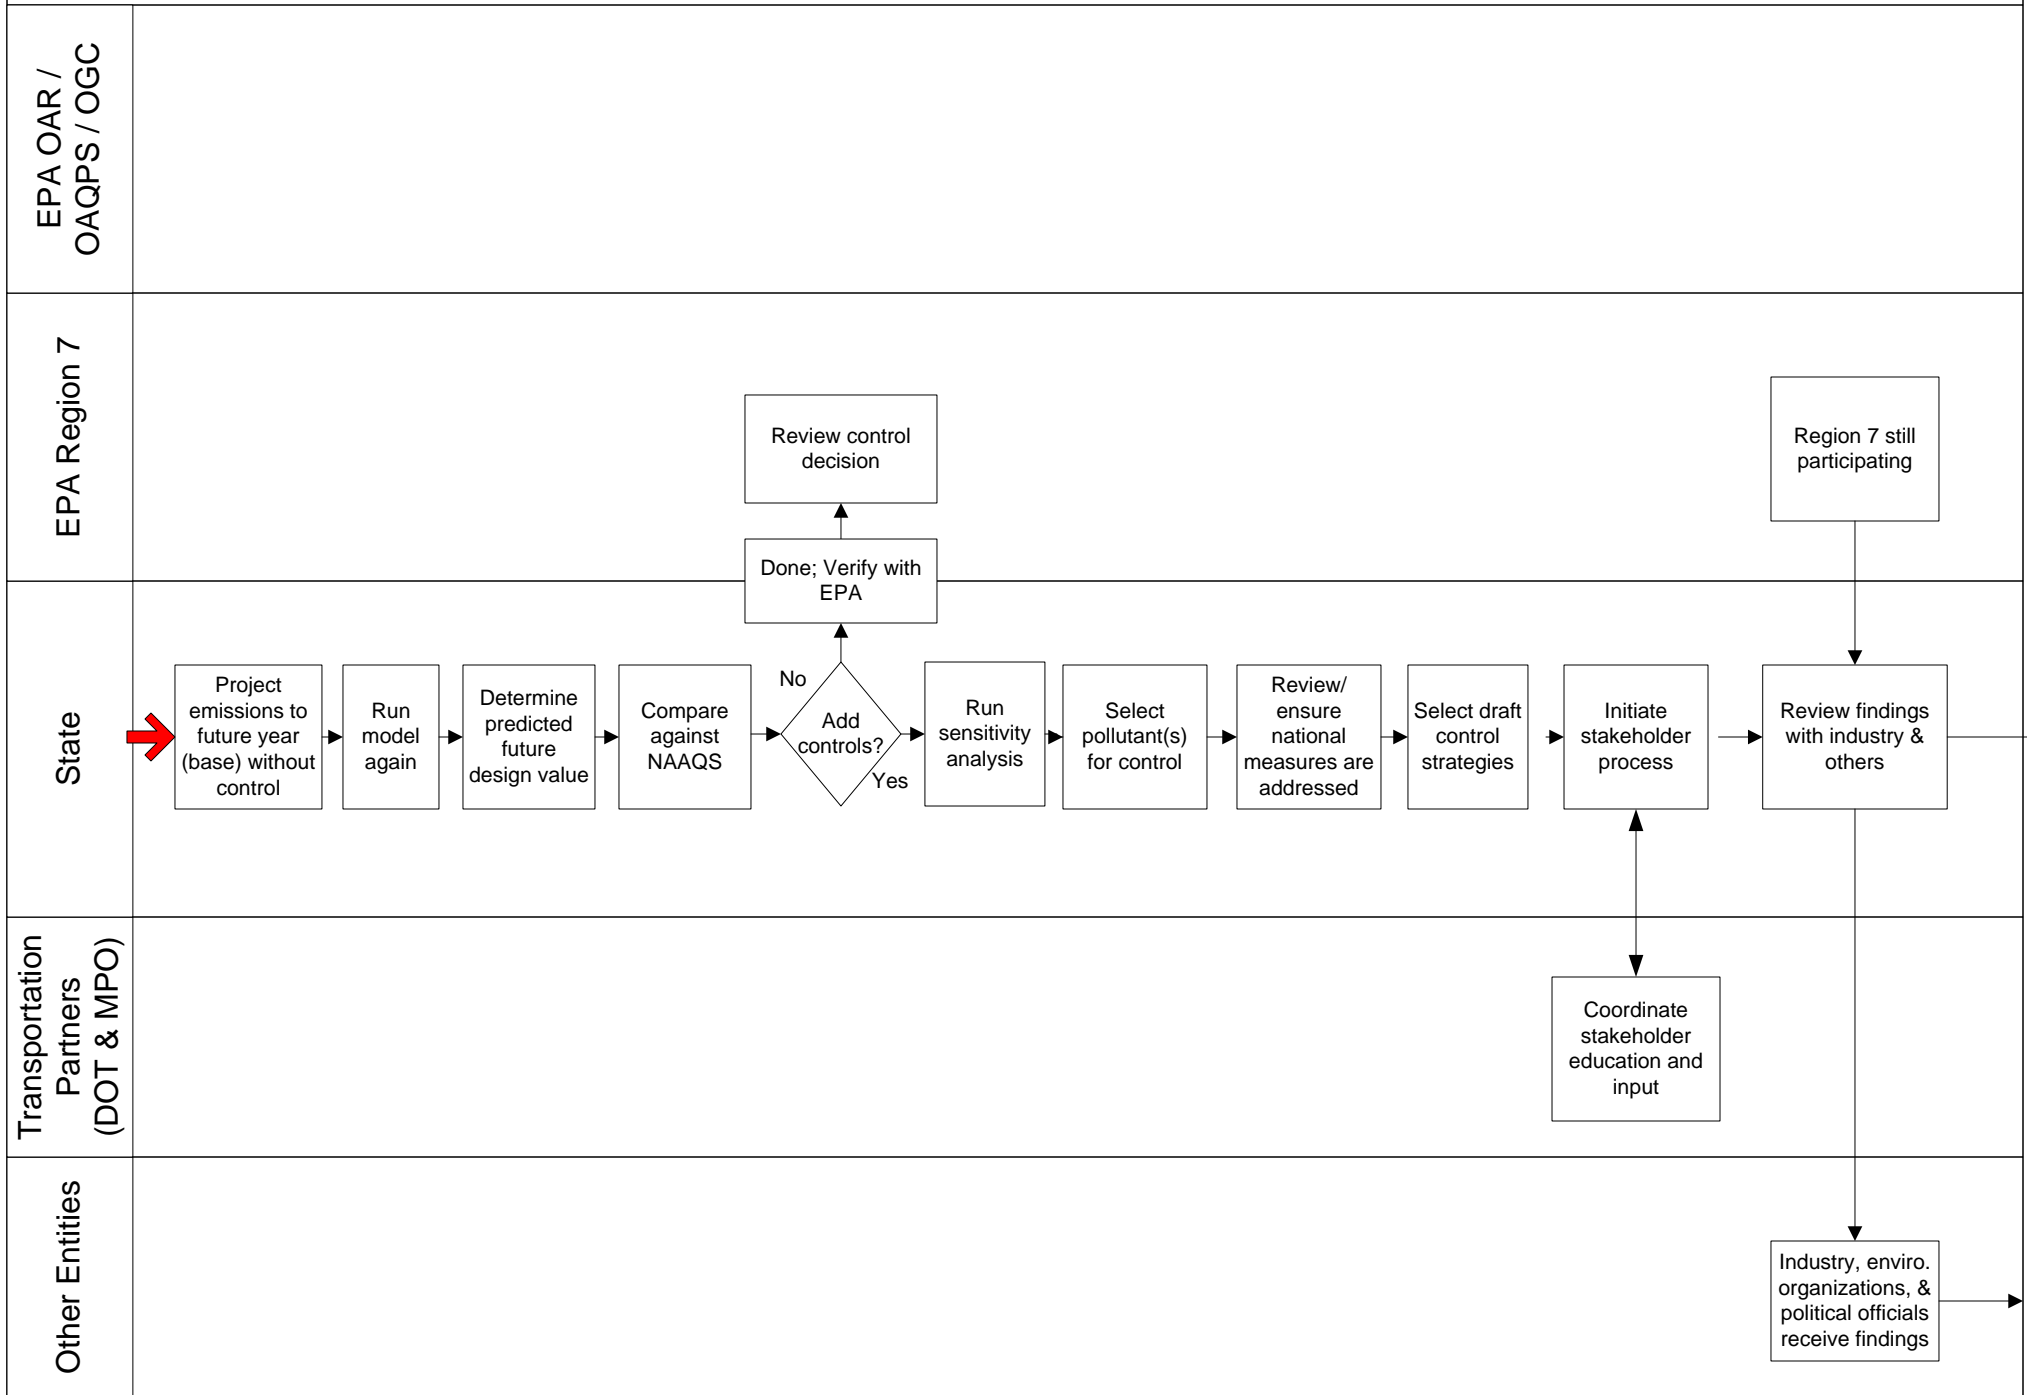 EPA OAR /
OAQPS / OGC
EPA Region 7
Review control
decision
Region 7 still
participating
Done; Verify with
EPA
State
Project
emissions to
future year
(base) without
control
Run
model
again
Determine
predicted
future
design value
Compare
against
NAAQS
No
Add
controls?
Yes
Run
sensitivity
analysis
Select
pollutant(s)
for control
Review/
ensure
national
measures are
addressed
Select draft
control
strategies
Initiate
stakeholder
process
Review findings
with industry &
others
Transportation
Partners
(DOT & MPO)
Coordinate
stakeholder
education and
input
Other Entities
Industry, enviro.
organizations, &
political officials
receive findings